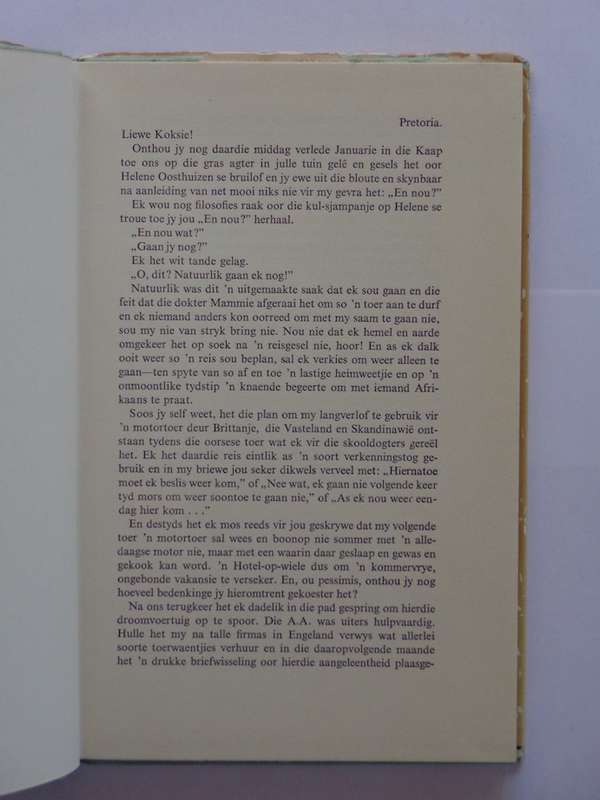 Pretoria.
Liewe Koksie!
Onthou jy nog daardie middag verlede Januarie in die Kaap
toe ons op die gras agter in julle tuin gelê en gesels het oor
Helene Oosthuizen se bruilof en jy ewe uit die bloute en skynbaar
na aanleiding van net mooi niks nie vir my gevra het: „En nou?”
Ek wou nog filosofies raak oor die kul-sjampanje op Helene se
troue toe jy jou „En nou?” herhaal.
„En nou wat?”
„Gaan jy nog?”
Ek het wit tande gelag.
„O, dit? Natuurlik gaan ek nog!”
Natuurlik was dit 'n uitgemaakte saak dat ek sou gaan en die
feit dat die dokter Mammie afgeraai het om so 'n toer aan te durf
en ek niemand anders kon oorreed om met my saam te gaan nie,
sou my nie van stryk bring nie. Nou nie dat ek hemel en aarde
omgekeer het op soek na 'n reisgesel nie, hoor! En as ek dalk
ooit weer so 'n reis sou beplan, sal ek verkies om weer alleen te
gaan—ten spyte van so af en toe 'n lastige heimweetjie en op 'n
onmoontlike tydstip 'n knaende begeerte om met iemand Afri-
kaans te praat.
Soos jy self weet, het die plan om my langverlof te gebruik vir
'n motortoer deur Brittanje, die Vasteland en Skandinawië ont-
staan tydens die oorsese toer wat ek vir die skooldogters gereël
het. Ek het daardie reis eintlik as 'n soort verkenningstog ge-
bruik en in my briewe jou seker dikwels verveel met: „Hiernatoe
moet ek beslis weer kom,” of „Nee wat, ek gaan nie volgende keer
tyd mors om weer soontoe te gaan nie,” of „As ek nou weer een-
dag hier kom . . .”
En destyds het ek mos reeds vir jou geskrywe dat my volgende
toer 'n motortoer sal wees en boonop nie sommer met 'n alle-
daagse motor nie, maar met een waarin daar geslaap en gewas en
gekook kan word. 'n Hotel-op-wiele dus om 'n kommervrye,
ongebonde vakansie te verseker. En, ou pessimis, onthou jy nog
hoeveel bedenkinge jy hieromtrent gekoester het?
Na ons terugkeer het ek dadelik in die pad gespring om hierdie
droomvoertuig op te spoor. Die A.A. was uiters hulpvaardig.
Hulle het my na talle firmas in Engeland verwys wat allerlei
soorte toerwaentjies verhuur en in die daaropvolgende maande
het 'n drukke briefwisseling oor hierdie aangeleentheid plaasge-